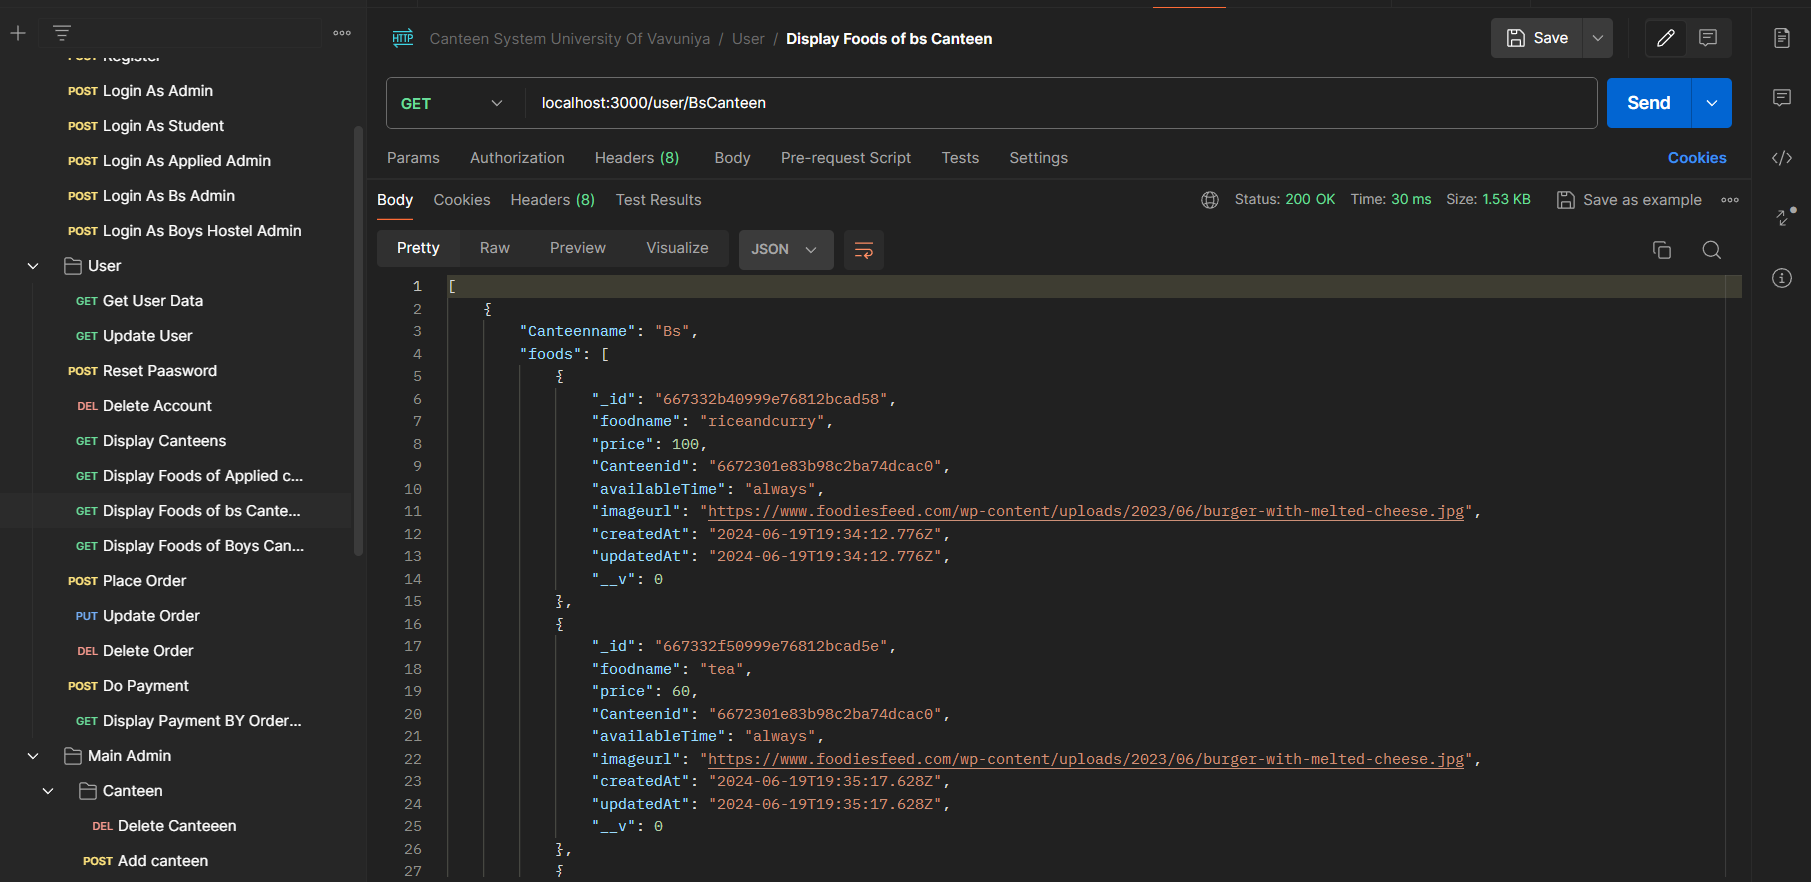 Register
POST Login As Admin
POST Login As Student
POST Login As Applied Admin
POST Login As Bs Admin
POST Login As Boys Hostel Admin
User
GET Get User Data
GET Update User
POST Reset Paasword
DEL Delete Account
GET Display Canteens
GET Display Foods of Applied c...
GET Display Foods of bs Cante...
GET Display Foods of Boys Can...
POST Place Order
PUT Update Order
DEL Delete Order
POST Do Payment
GET Display Payment BY Order...
Main Admin
Canteen
DEL Delete Canteeen
POST Add canteen
HTTP Canteen System University Of Vavuniya / User / Display Foods of bs Canteen
Save
GET localhost:3000/user/BsCanteen
Send
Params Authorization Headers (8) Body Pre-request Script Tests Settings Cookies
Body Cookies Headers (8) Test Results Status: 200 OK Time: 30 ms Size: 1.53 KB Save as example
Pretty Raw Preview Visualize JSON
1 [
2 {
3 "Canteenname": "Bs",
4 "foods": [
5 {
6 "_id": "667332b40999e76812bcad58",
7 "foodname": "riceandcurry",
8 "price": 100,
9 "Canteenid": "6672301e83b98c2ba74dcac0",
10 "availableTime": "always",
11 "imageurl": "https://www.foodiesfeed.com/wp-content/uploads/2023/06/burger-with-melted-cheese.jpg",
12 "createdAt": "2024-06-19T19:34:12.776Z",
13 "updatedAt": "2024-06-19T19:34:12.776Z",
14 "__v": 0
15 },
16 {
17 "_id": "667332f50999e76812bcad5e",
18 "foodname": "tea",
19 "price": 60,
20 "Canteenid": "6672301e83b98c2ba74dcac0",
21 "availableTime": "always",
22 "imageurl": "https://www.foodiesfeed.com/wp-content/uploads/2023/06/burger-with-melted-cheese.jpg",
23 "createdAt": "2024-06-19T19:35:17.628Z",
24 "updatedAt": "2024-06-19T19:35:17.628Z",
25 "__v": 0
26 },
27 {